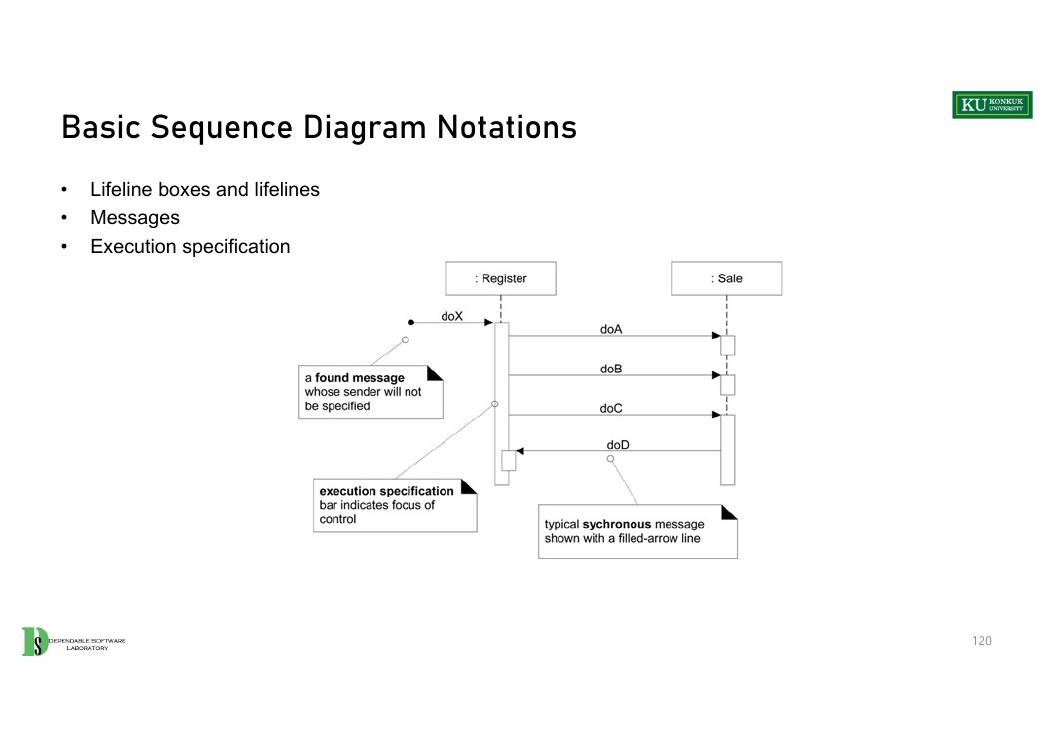 KU KONKUK
UNIVERSITY
Basic Sequence Diagram Notations
• Lifeline boxes and lifelines
• Messages
• Execution specification
: Register
: Sale
doX
doA
doB
doC
doD
a found message
whose sender will not
be specified
execution specification
bar indicates focus of
control
typical sychronous message
shown with a filled-arrow line
DS DEPENDABLE SOFTWARE
LABORATORY
120